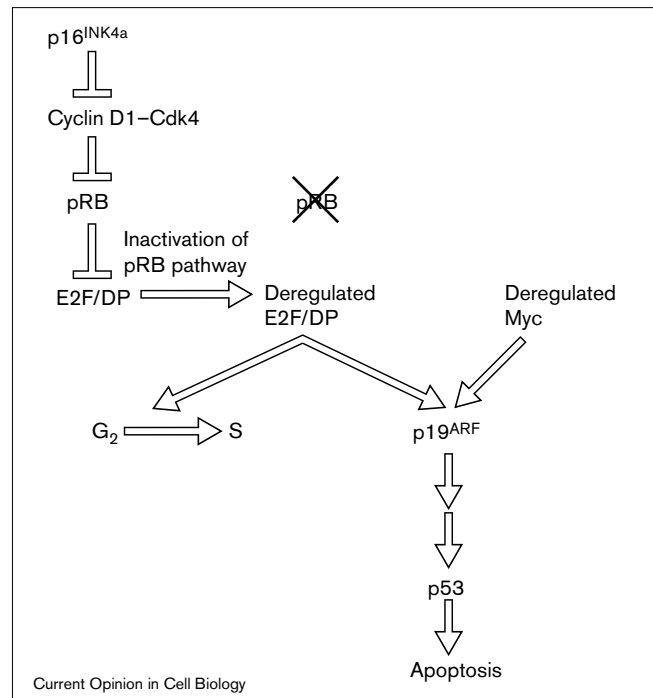 p16INK4a
Cyclin D1–Cdk4
pRB
pRB
Inactivation of
pRB pathway
E2F/DP
Deregulated
E2F/DP
Deregulated
Myc
G2
S
p19ARF
p53
Apoptosis
Current Opinion in Cell Biology